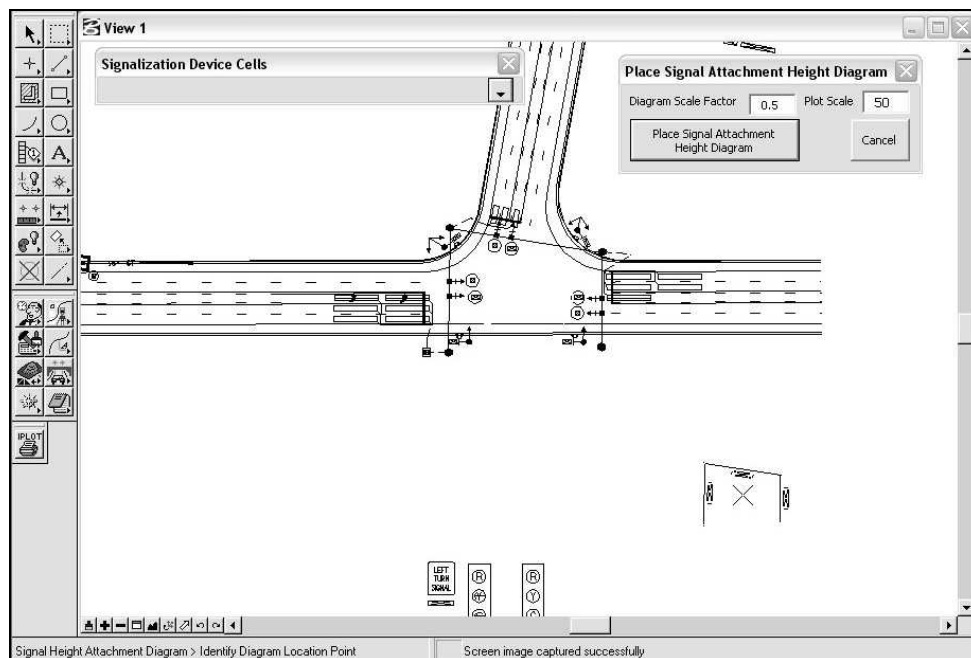 View 1
Signalization Device Cells
Place Signal Attachment Height Diagram
Diagram Scale Factor 0.5 Plot Scale 50
Place Signal Attachment
Height Diagram
Cancel
A
IPLOT
LEFT
TURN
SIGNAL
R
R
Y
Signal Height Attachment Diagram > Identify Diagram Location Point
Screen image captured successfully